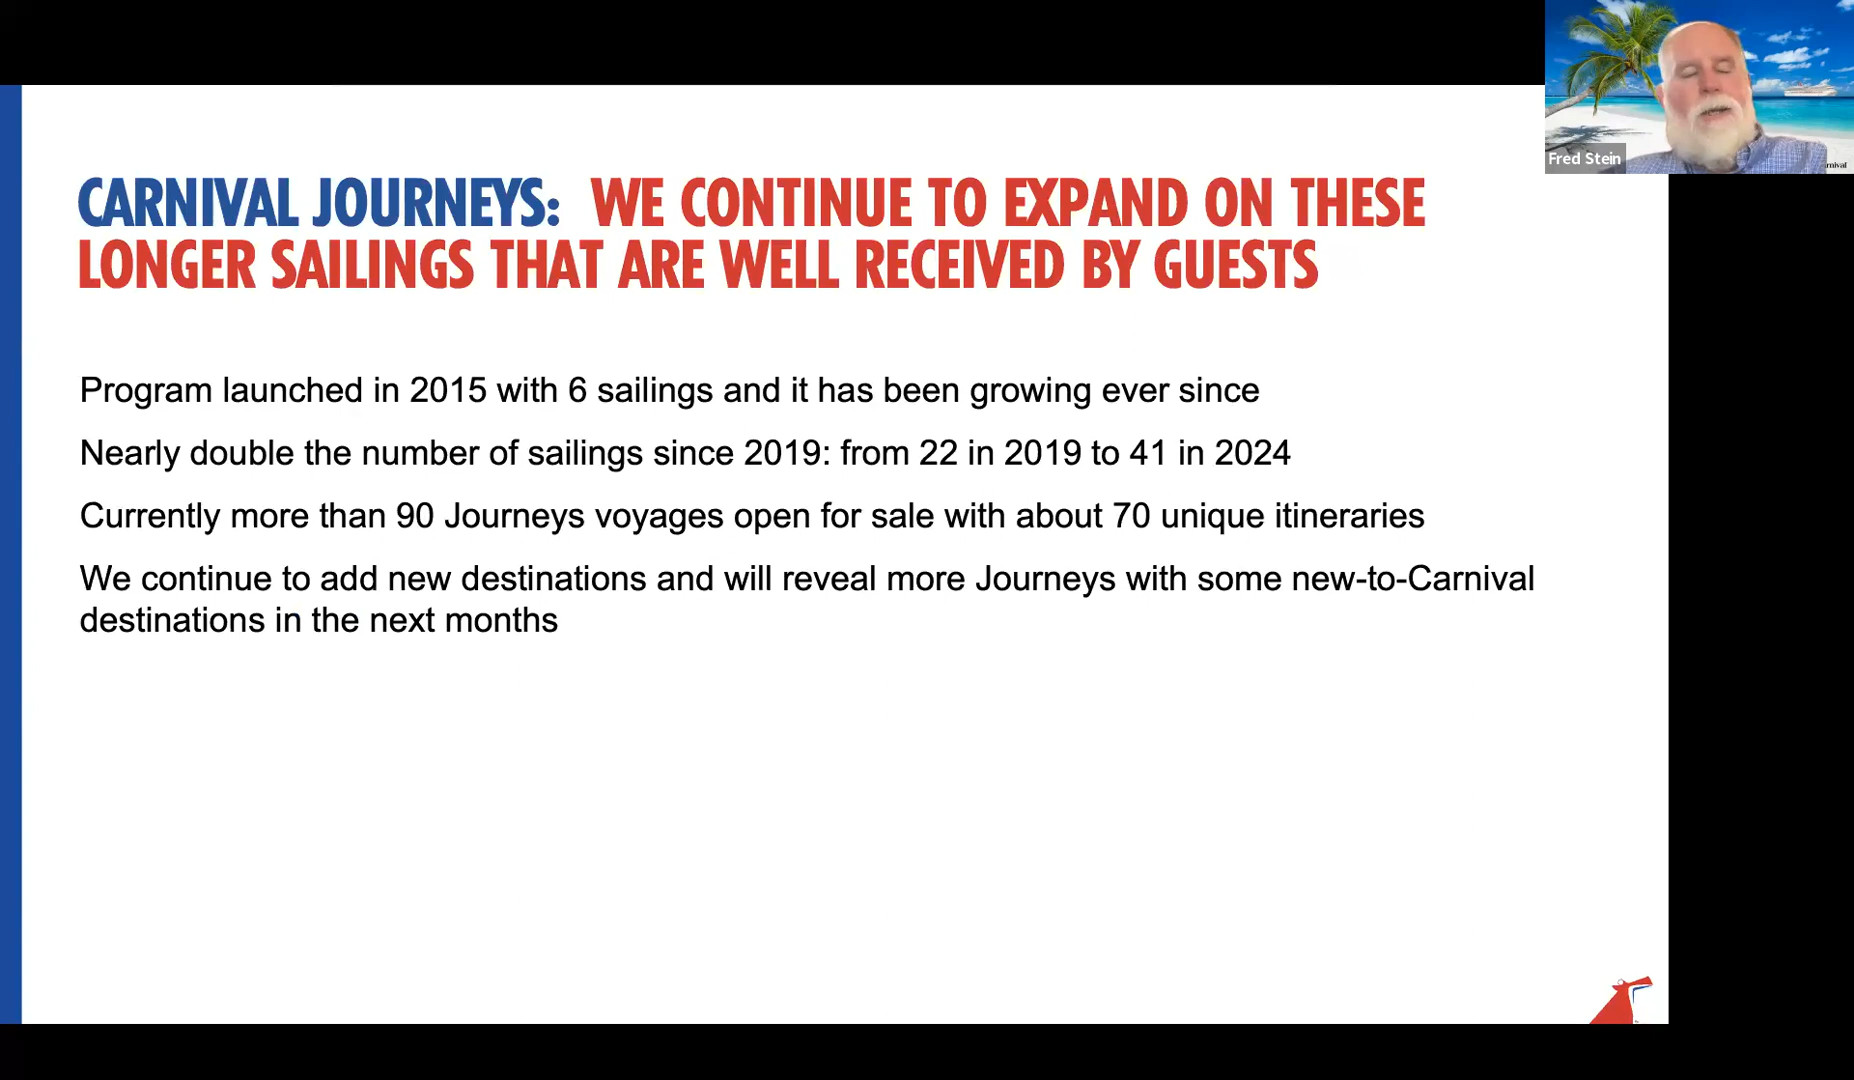 Fred Stein
CARNIVAL JOURNEYS: WE CONTINUE TO EXPAND ON THESE
LONGER SAILINGS THAT ARE WELL RECEIVED BY GUESTS
Program launched in 2015 with 6 sailings and it has been growing ever since
Nearly double the number of sailings since 2019: from 22 in 2019 to 41 in 2024
Currently more than 90 Journeys voyages open for sale with about 70 unique itineraries
We continue to add new destinations and will reveal more Journeys with some new-to-Carnival
destinations in the next months